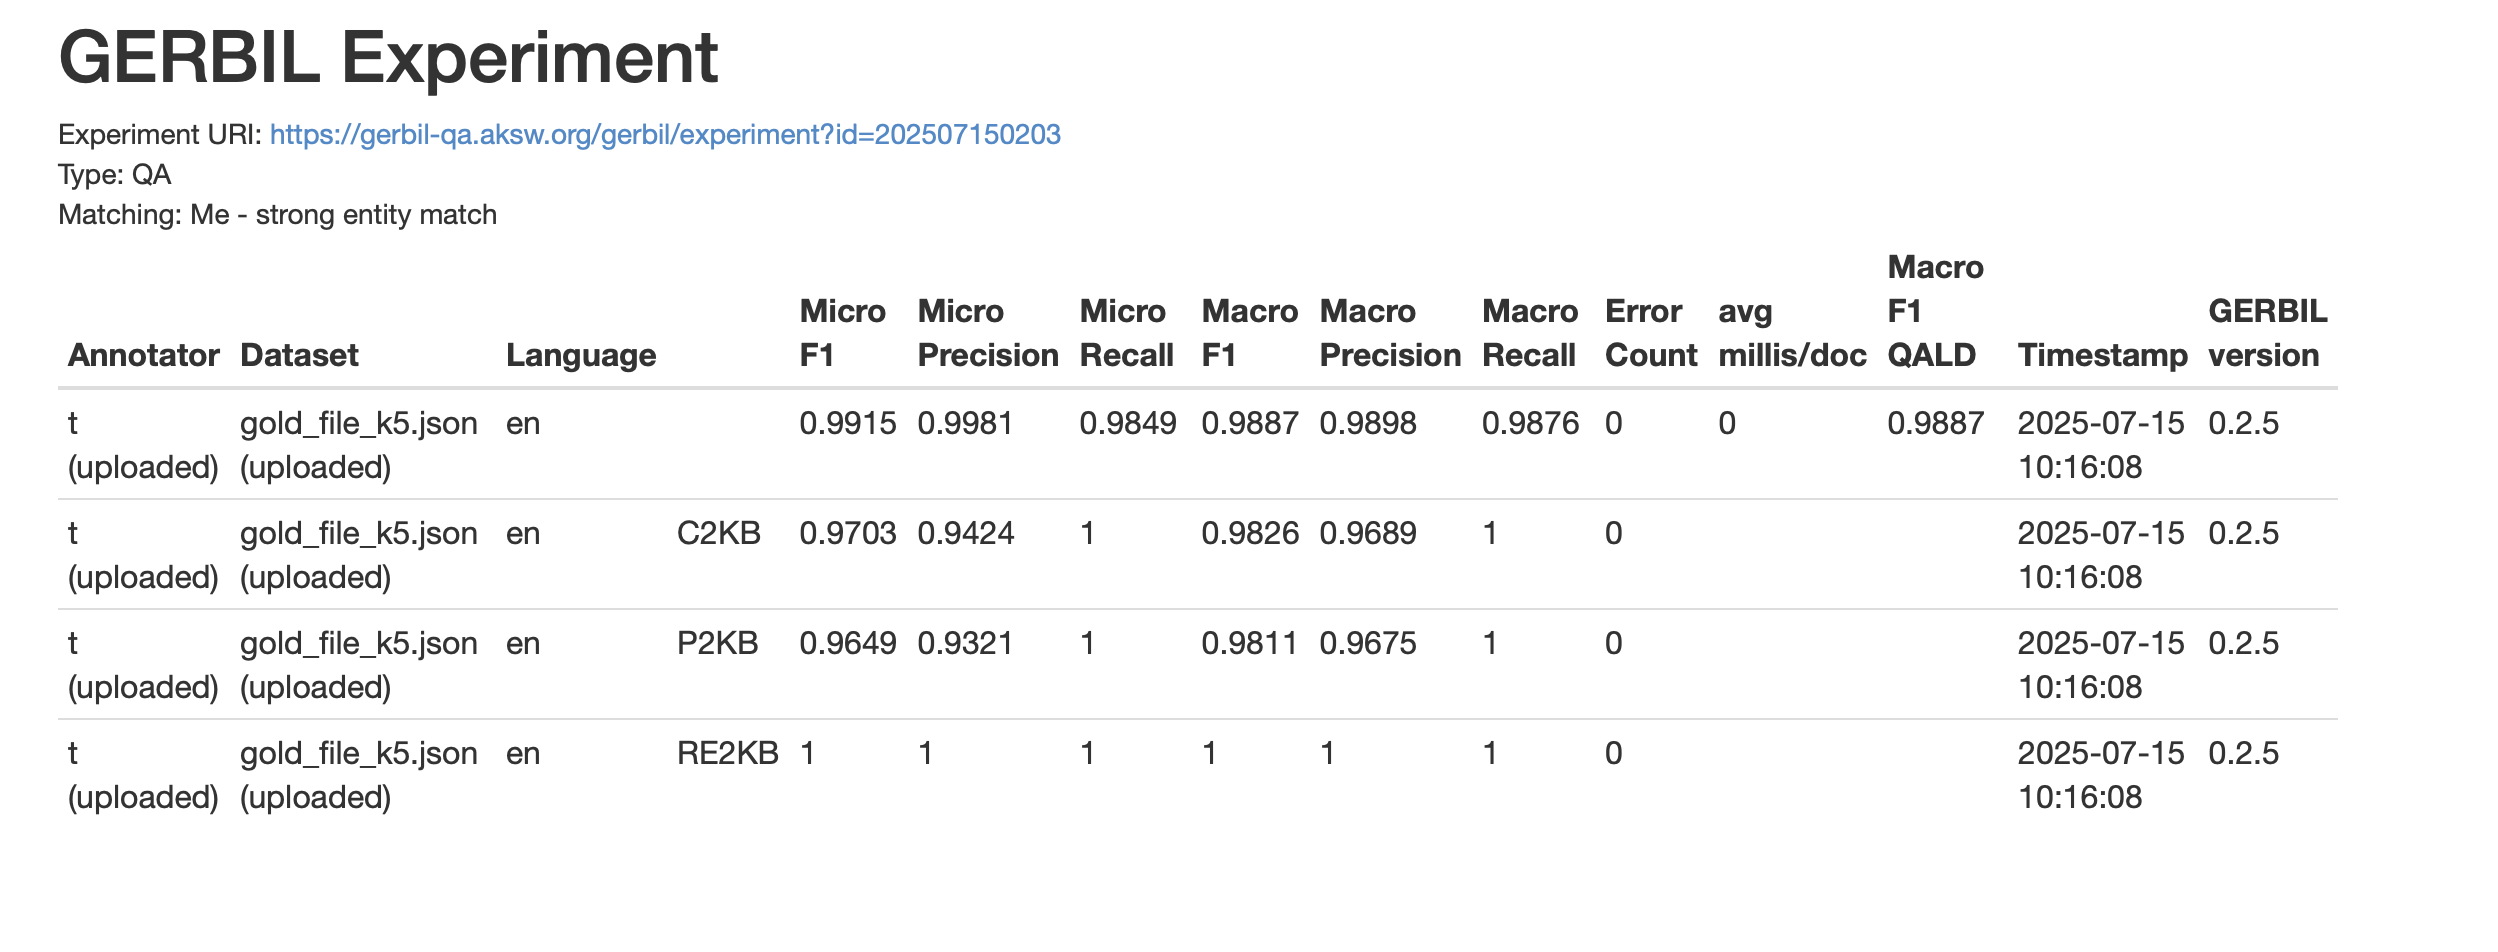 GERBIL Experiment
Experiment URI: https://gerbil-qa.aksw.org/gerbil/experiment?id=202507150203
Type: QA
Matching: Me - strong entity match
Annotator Dataset Language Micro F1 Micro Precision Micro Recall Macro F1 Macro Precision Macro Recall Error Count avg millis/doc Macro F1 QALD Timestamp GERBIL version
t (uploaded) gold_file_k5.json (uploaded) en 0.9915 0.9981 0.9849 0.9887 0.9898 0.9876 0 0 0.9887 2025-07-15 10:16:08 0.2.5
t (uploaded) gold_file_k5.json (uploaded) en C2KB 0.9703 0.9424 1 0.9826 0.9689 1 0 2025-07-15 10:16:08 0.2.5
t (uploaded) gold_file_k5.json (uploaded) en P2KB 0.9649 0.9321 1 0.9811 0.9675 1 0 2025-07-15 10:16:08 0.2.5
t (uploaded) gold_file_k5.json (uploaded) en RE2KB 1 1 1 1 1 1 0 2025-07-15 10:16:08 0.2.5